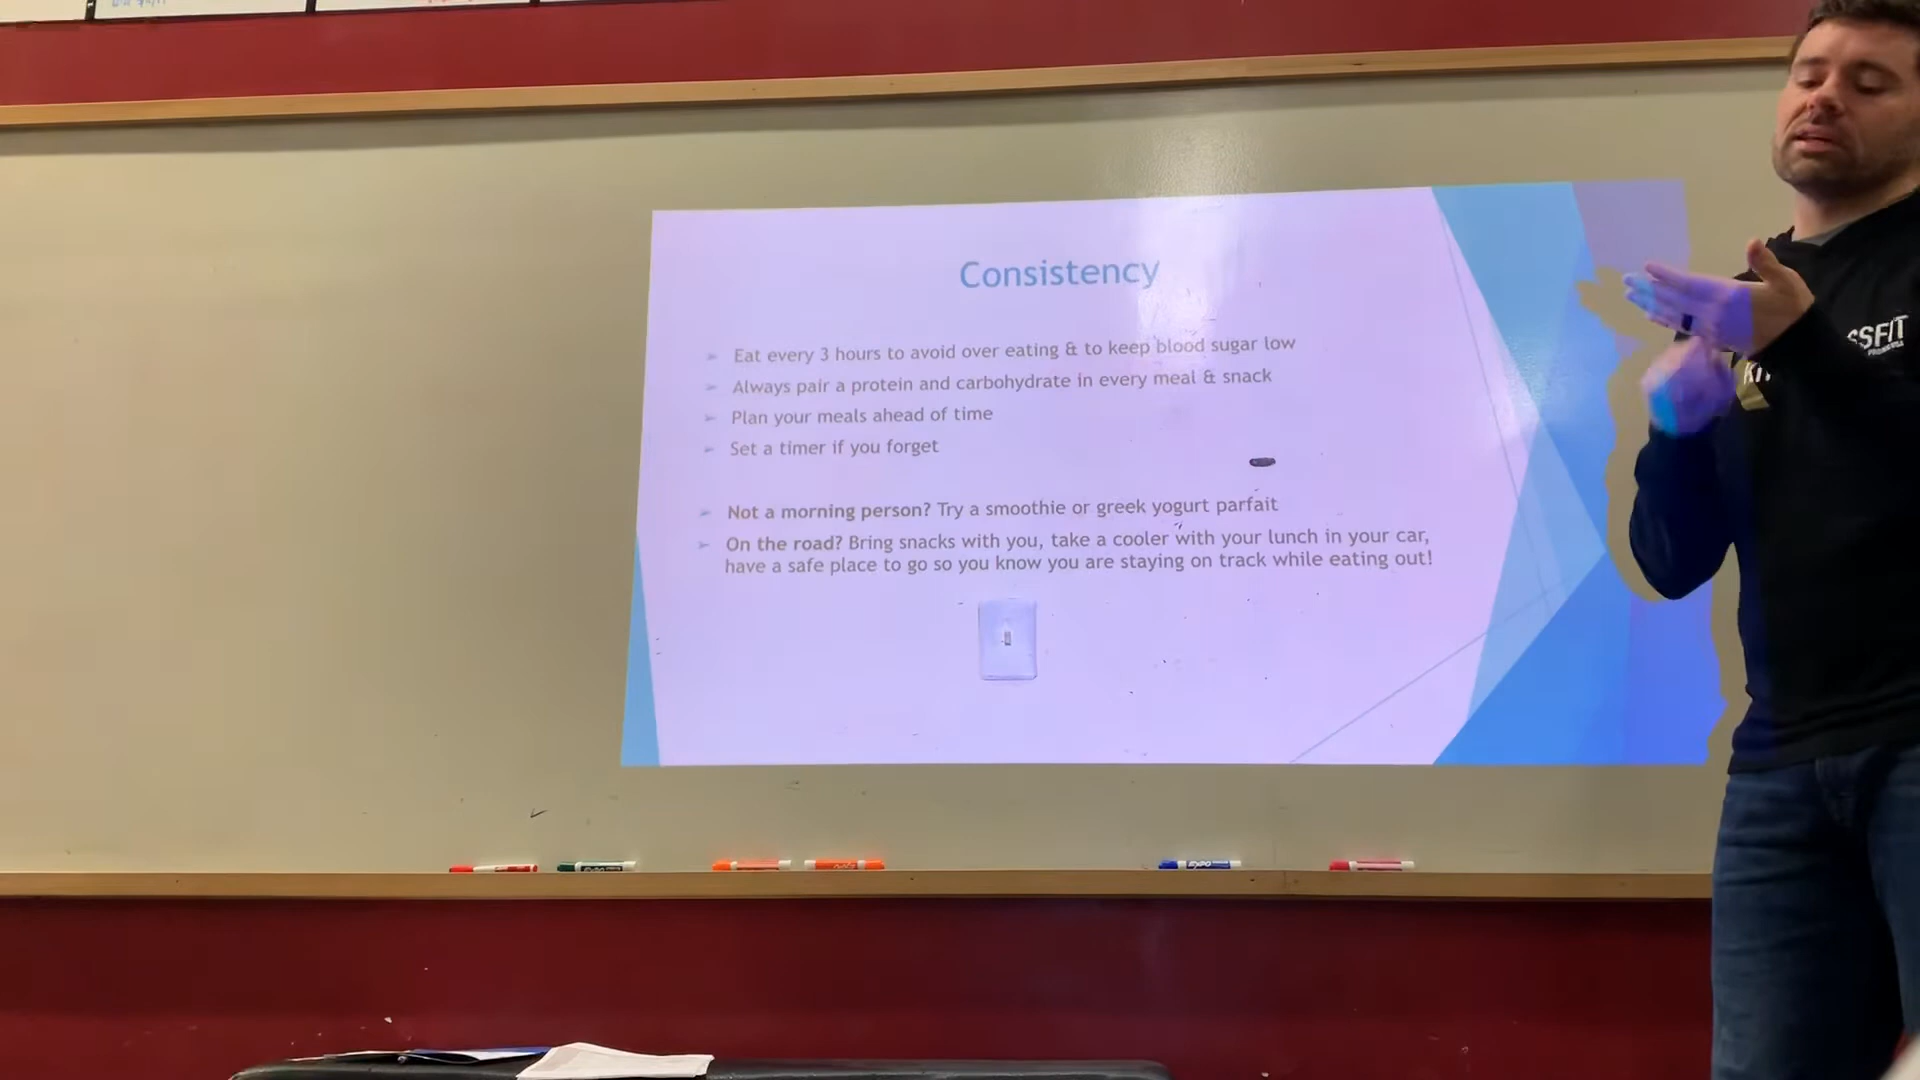 Consistency
Eat every 3 hours to avoid over eating & to keep blood sugar low
Always pair a protein and carbohydrate in every meal & snack
Plan your meals ahead of time
Set a timer if you forget
Not a morning person? Try a smoothie or greek yogurt parfait
On the road? Bring snacks with you, take a cooler with your lunch in your car,
have a safe place to go so you know you are staying on track while eating out!
SSFIT
EXPO